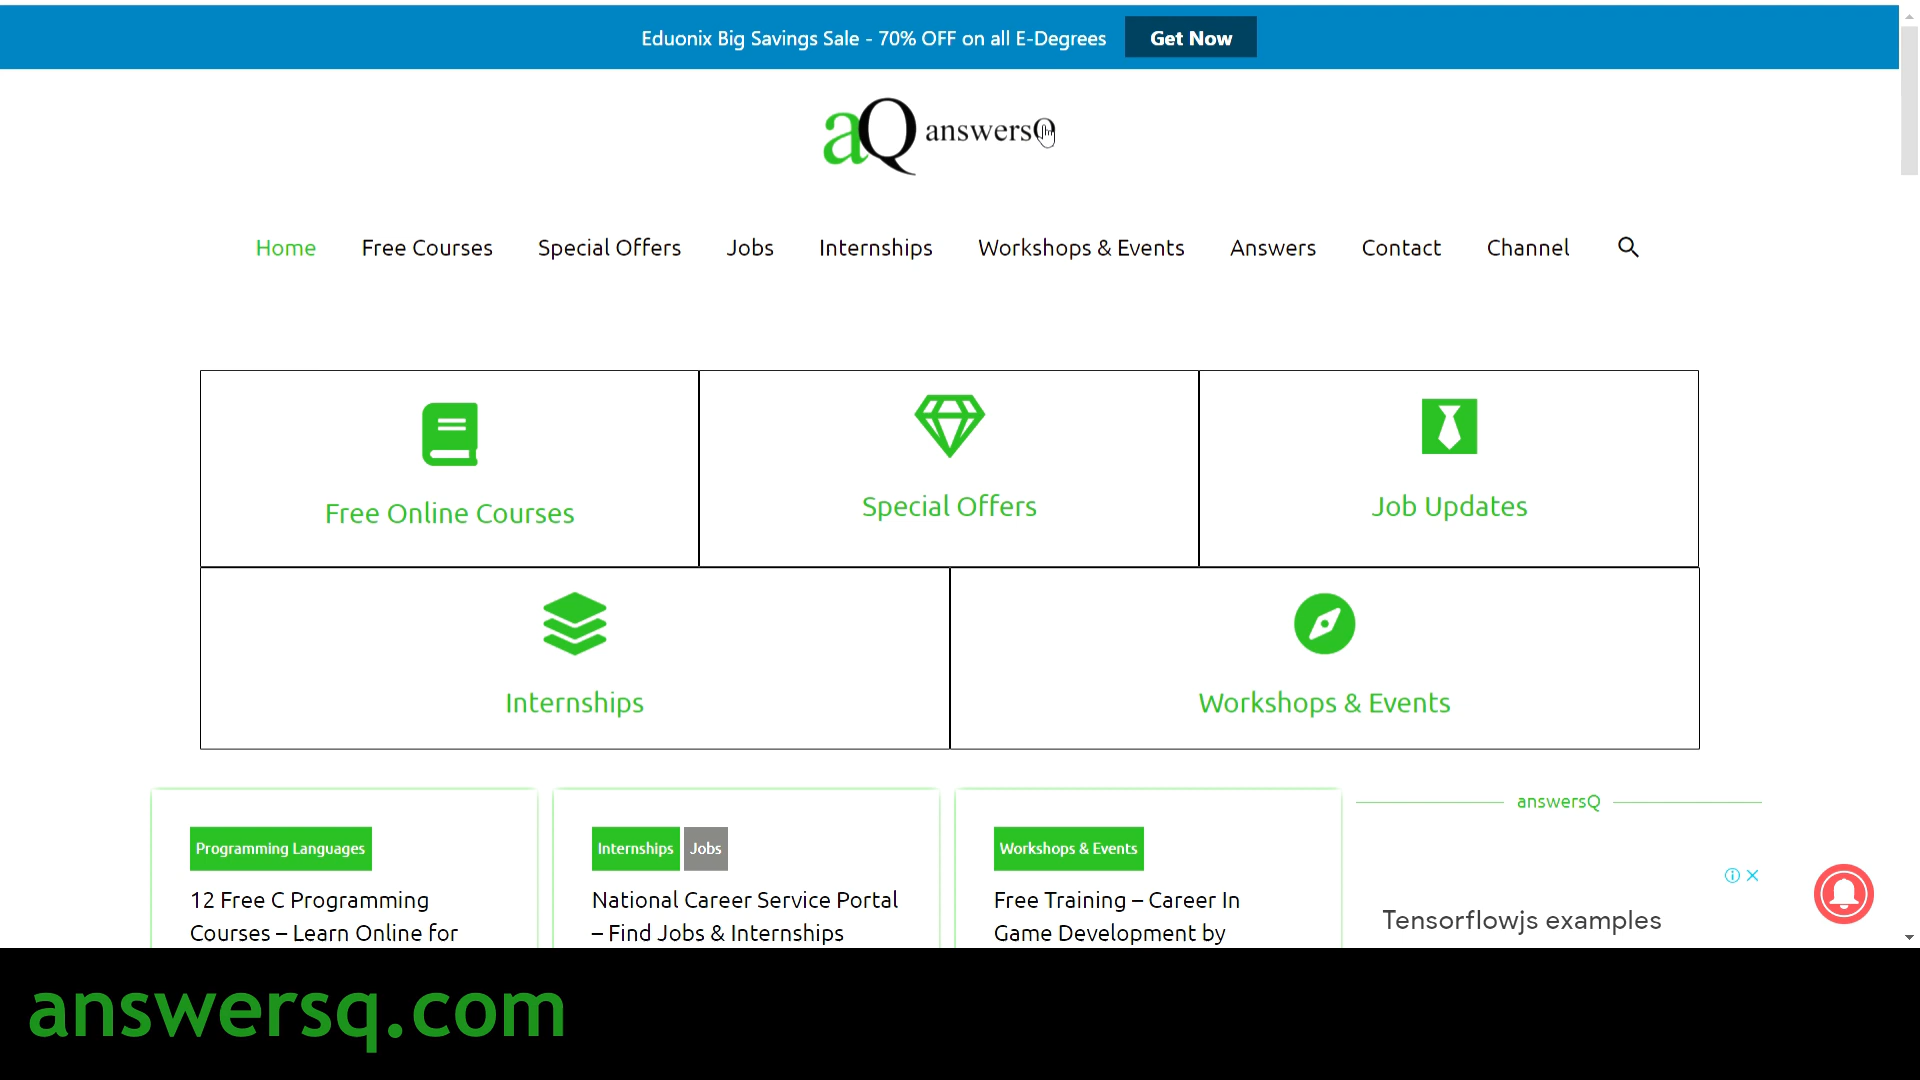 Eduonix Big Savings Sale - 70% OFF on all E-Degrees Get Now
aQ answersQ
Home Free Courses Special Offers Jobs Internships Workshops & Events Answers Contact Channel
Free Online Courses Special Offers Job Updates
Internships Workshops & Events
answersQ
Programming Languages
12 Free C Programming
Courses – Learn Online for
Internships Jobs
National Career Service Portal
– Find Jobs & Internships
Workshops & Events
Free Training – Career In
Game Development by
Tensorflowjs examples
answersq.com